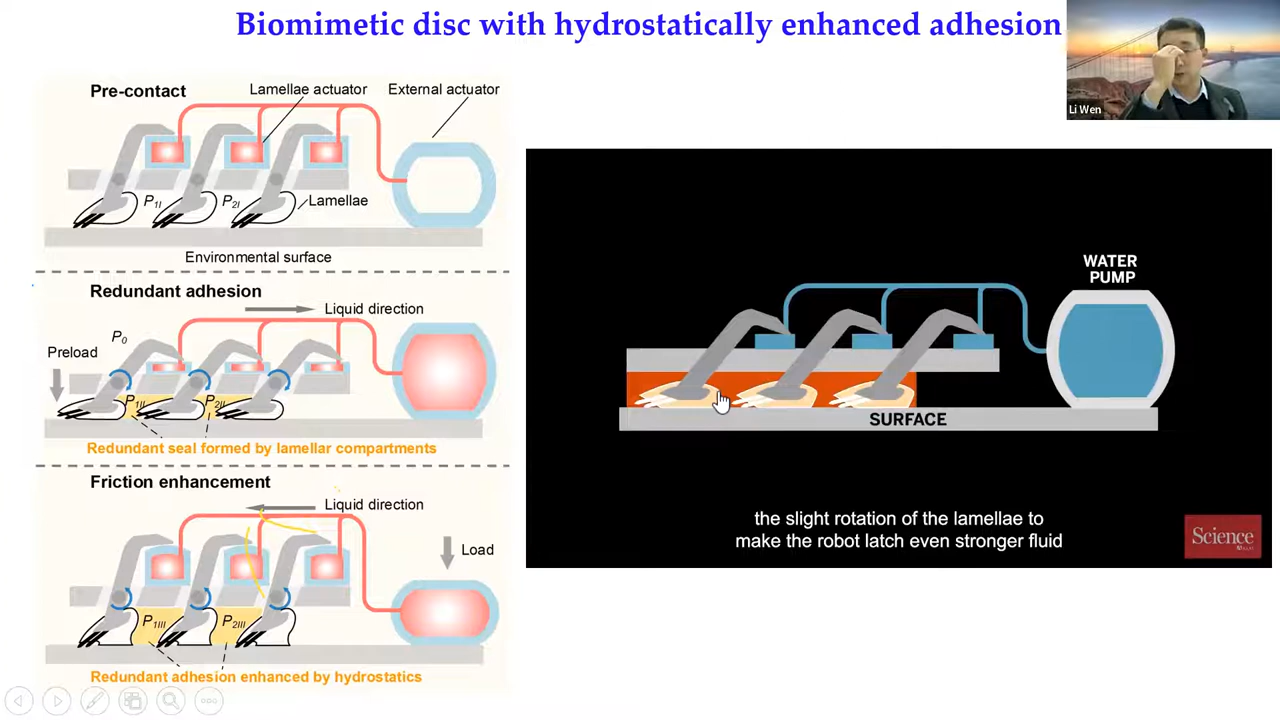 Biomimetic disc with hydrostatically enhanced adhesion
Li Wen
Pre-contact
Lamellae actuator
External actuator
P1I
P2I
Lamellae
Environmental surface
Redundant adhesion
Liquid direction
P0
Preload
P1II
P2II
Redundant seal formed by lamellar compartments
Friction enhancement
Liquid direction
Load
P1III
P2III
Redundant adhesion enhanced by hydrostatics
WATER
PUMP
SURFACE
the slight rotation of the lamellae to
make the robot latch even stronger fluid
Science